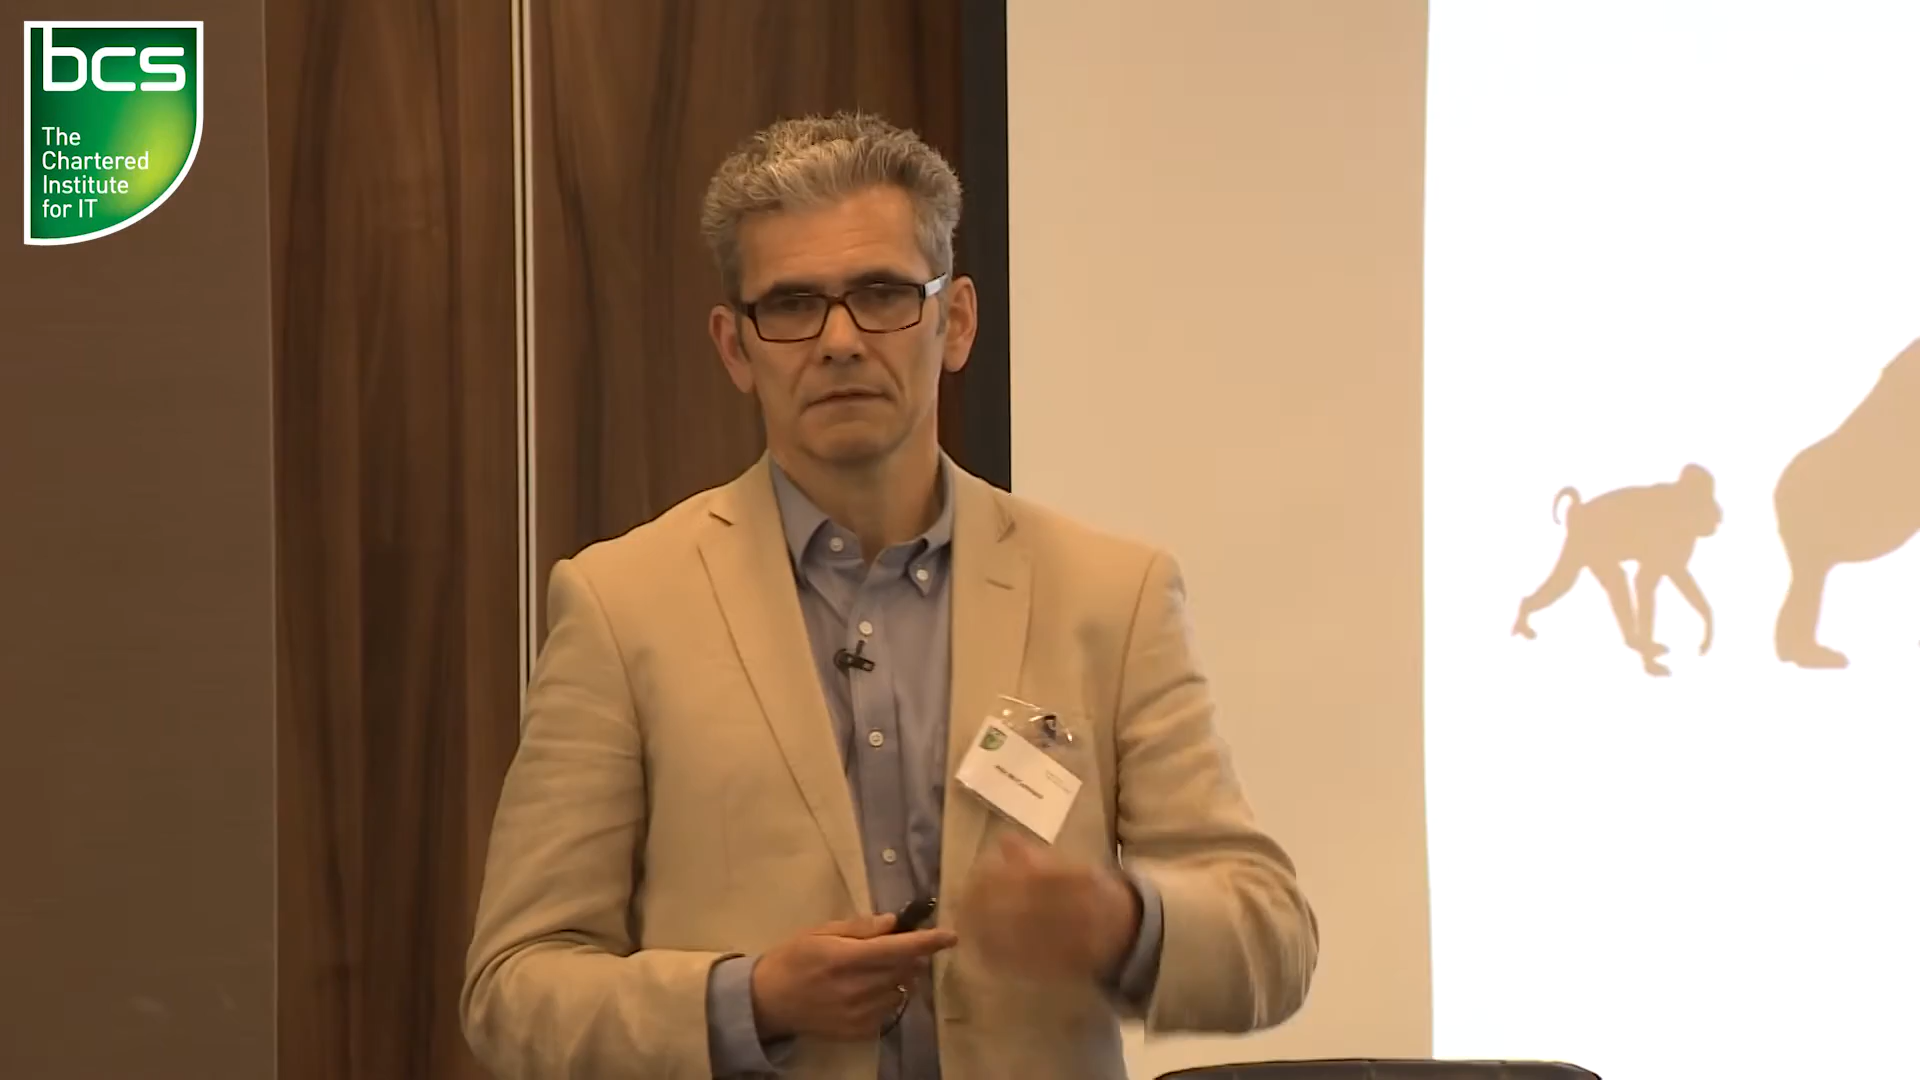 bcs
The
Chartered
Institute
for IT